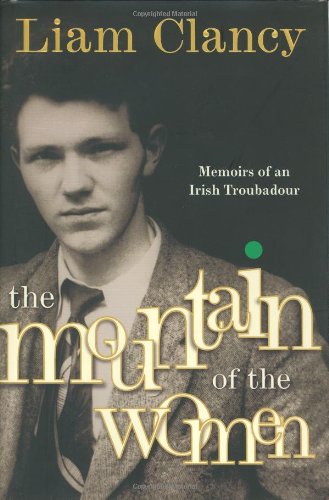 Liam Clancy
Memoirs of an
Irish Troubadour
the
mountain
of the
women